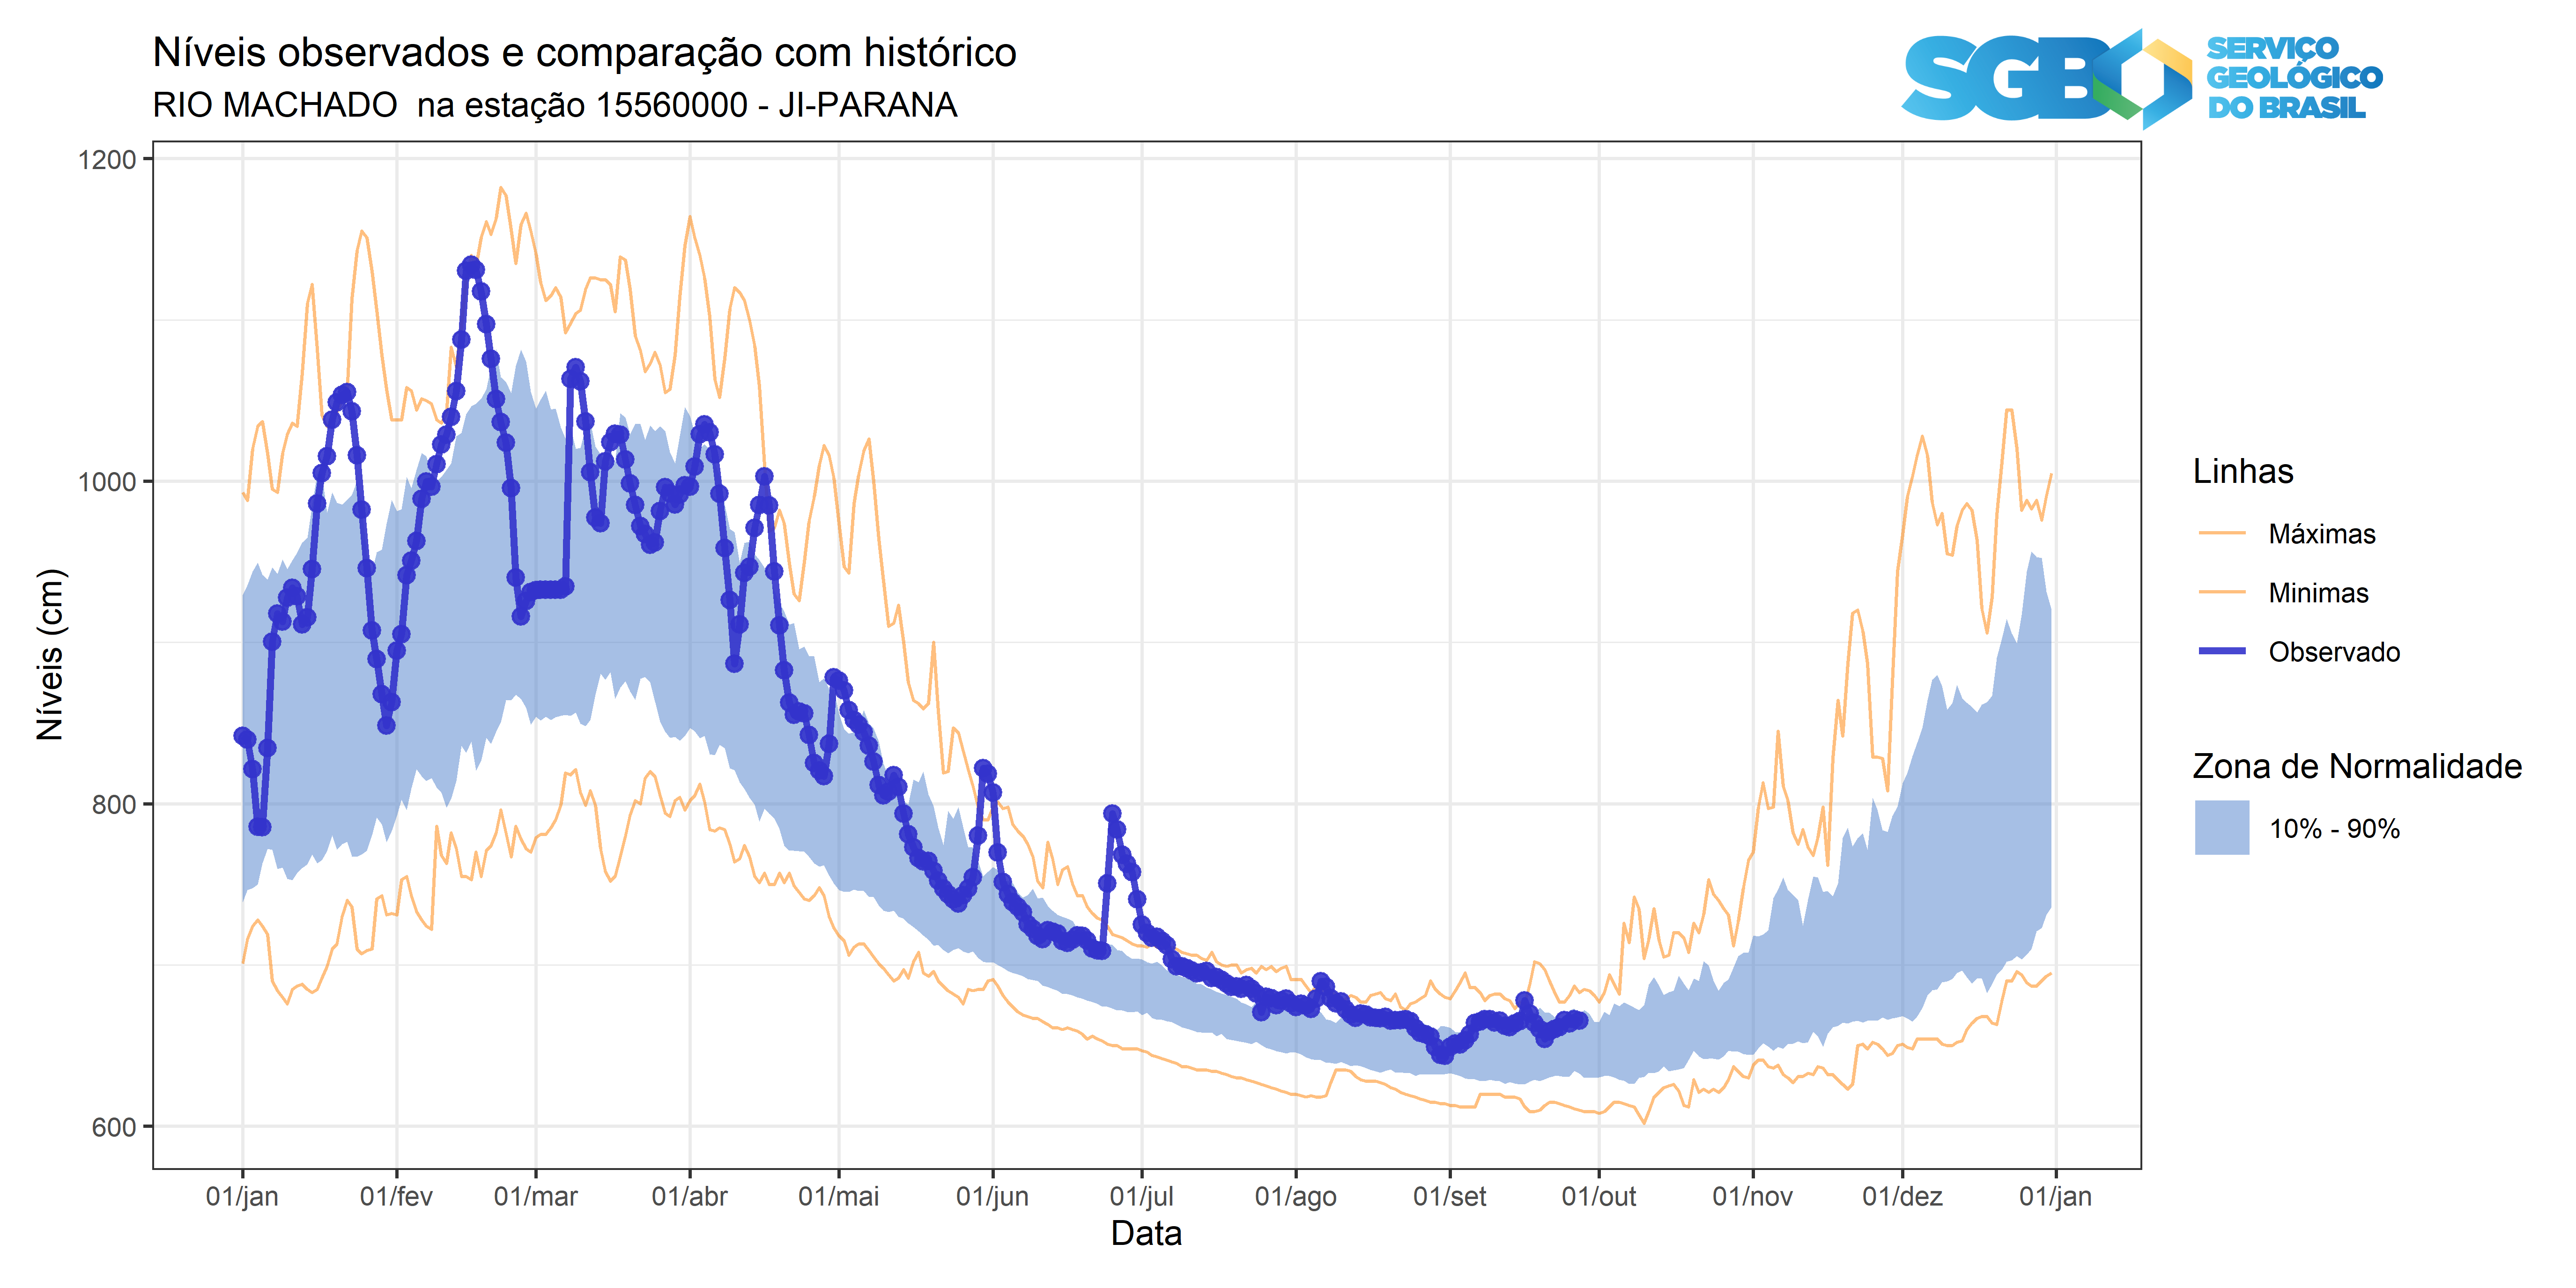 Níveis observados e comparação com histórico
RIO MACHADO  na estação 15560000 - JI-PARANA
SGB
SERVIÇO
GEOLÓGICO
DO BRASIL
Níveis (cm)
1200
1000
800
600
01/jan 01/fev 01/mar 01/abr 01/mai 01/jun 01/jul 01/ago 01/set 01/out 01/nov 01/dez 01/jan
Data
Linhas
Máximas
Minimas
Observado
Zona de Normalidade
10% - 90%